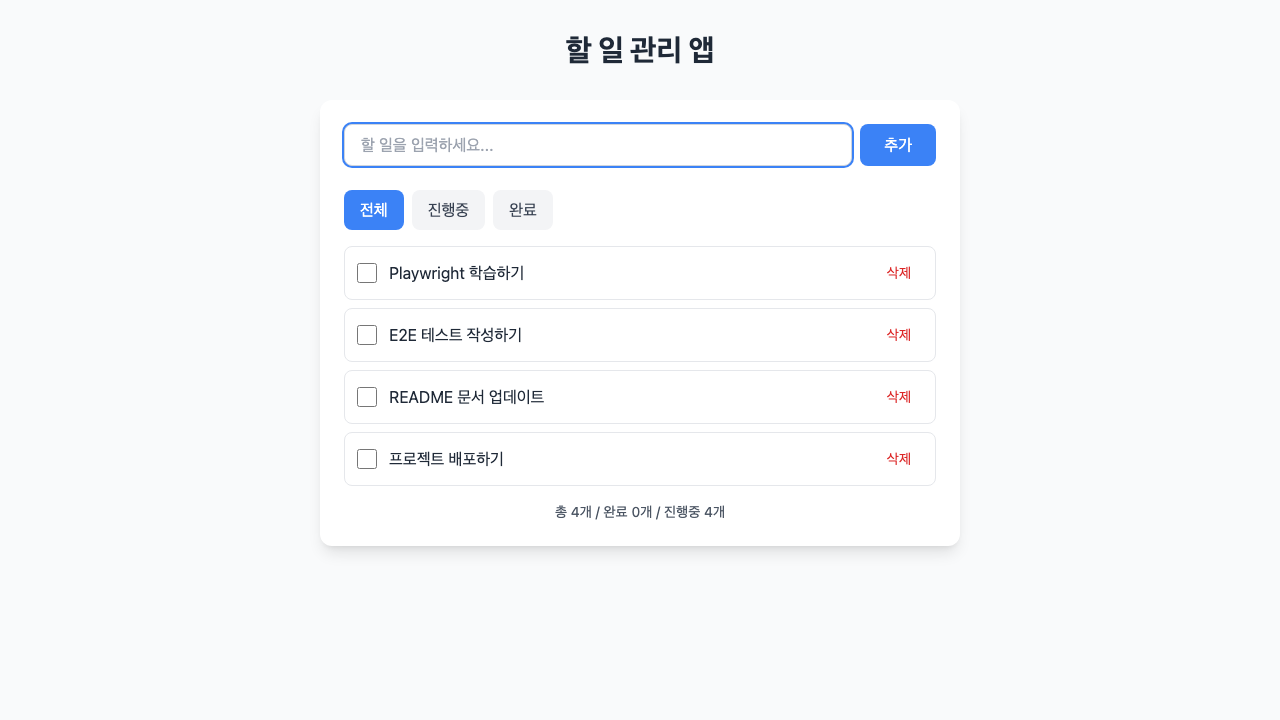 할 일 관리 앱
할 일을 입력하세요...
추가
전체 진행중 완료
Playwright 학습하기 삭제
E2E 테스트 작성하기 삭제
README 문서 업데이트 삭제
프로젝트 배포하기 삭제
총 4개 / 완료 0개 / 진행중 4개